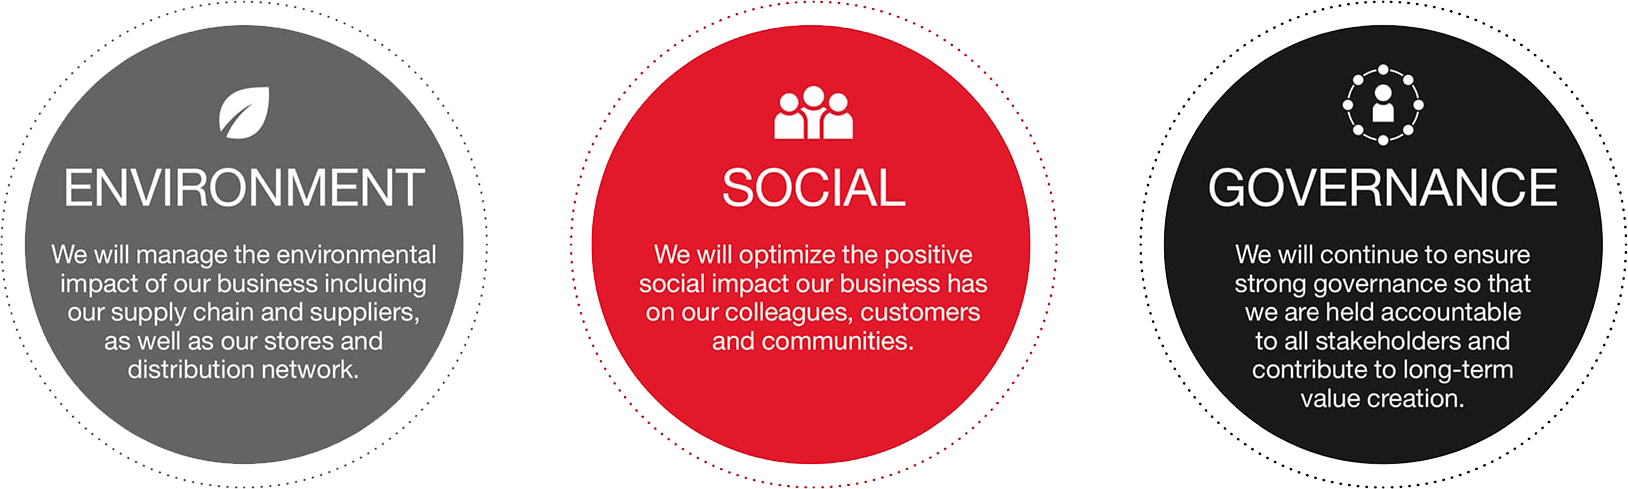 ENVIRONMENT
We will manage the environmental
impact of our business including
our supply chain and suppliers,
as well as our stores and
distribution network.
SOCIAL
We will optimize the positive
social impact our business has
on our colleagues, customers
and communities.
GOVERNANCE
We will continue to ensure
strong governance so that
we are held accountable
to all stakeholders and
contribute to long-term
value creation.